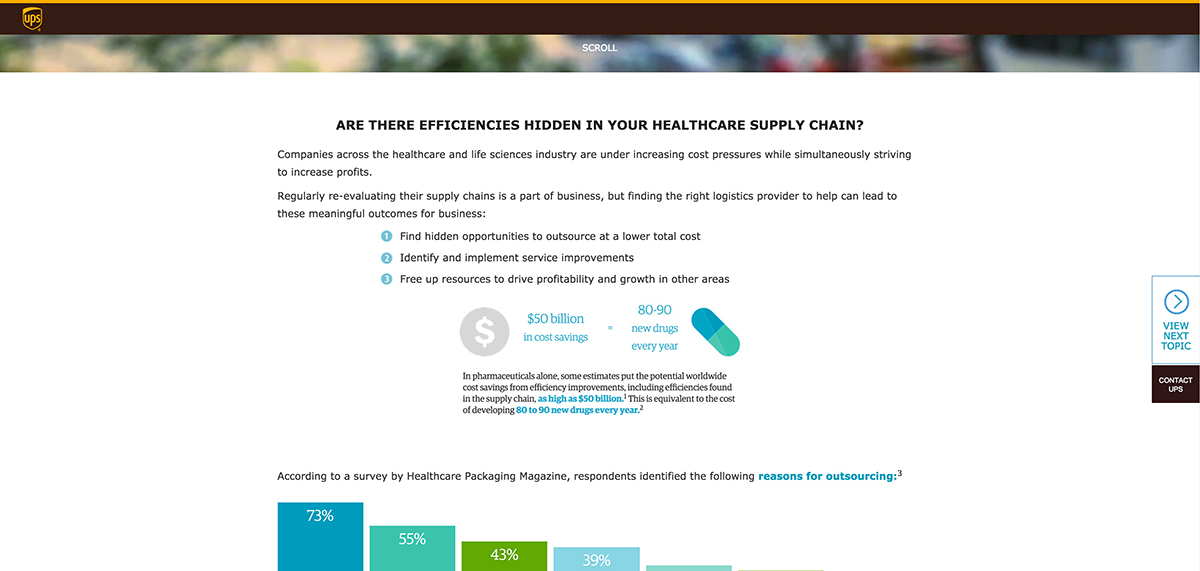 ups
SCROLL
ARE THERE EFFICIENCIES HIDDEN IN YOUR HEALTHCARE SUPPLY CHAIN?
Companies across the healthcare and life sciences industry are under increasing cost pressures while simultaneously striving
to increase profits.
Regularly re-evaluating their supply chains is a part of business, but finding the right logistics provider to help can lead to
these meaningful outcomes for business:
1 Find hidden opportunities to outsource at a lower total cost
2 Identify and implement service improvements
3 Free up resources to drive profitability and growth in other areas
$
$50 billion
in cost savings
=
80-90
new drugs
every year
In pharmaceuticals alone, some estimates put the potential worldwide
cost savings from efficiency improvements, including efficiencies found
in the supply chain, as high as $50 billion.¹ This is equivalent to the cost
of developing 80 to 90 new drugs every year.²
VIEW
NEXT
TOPIC
CONTACT
UPS
According to a survey by Healthcare Packaging Magazine, respondents identified the following reasons for outsourcing:³
73%
55%
43%
39%